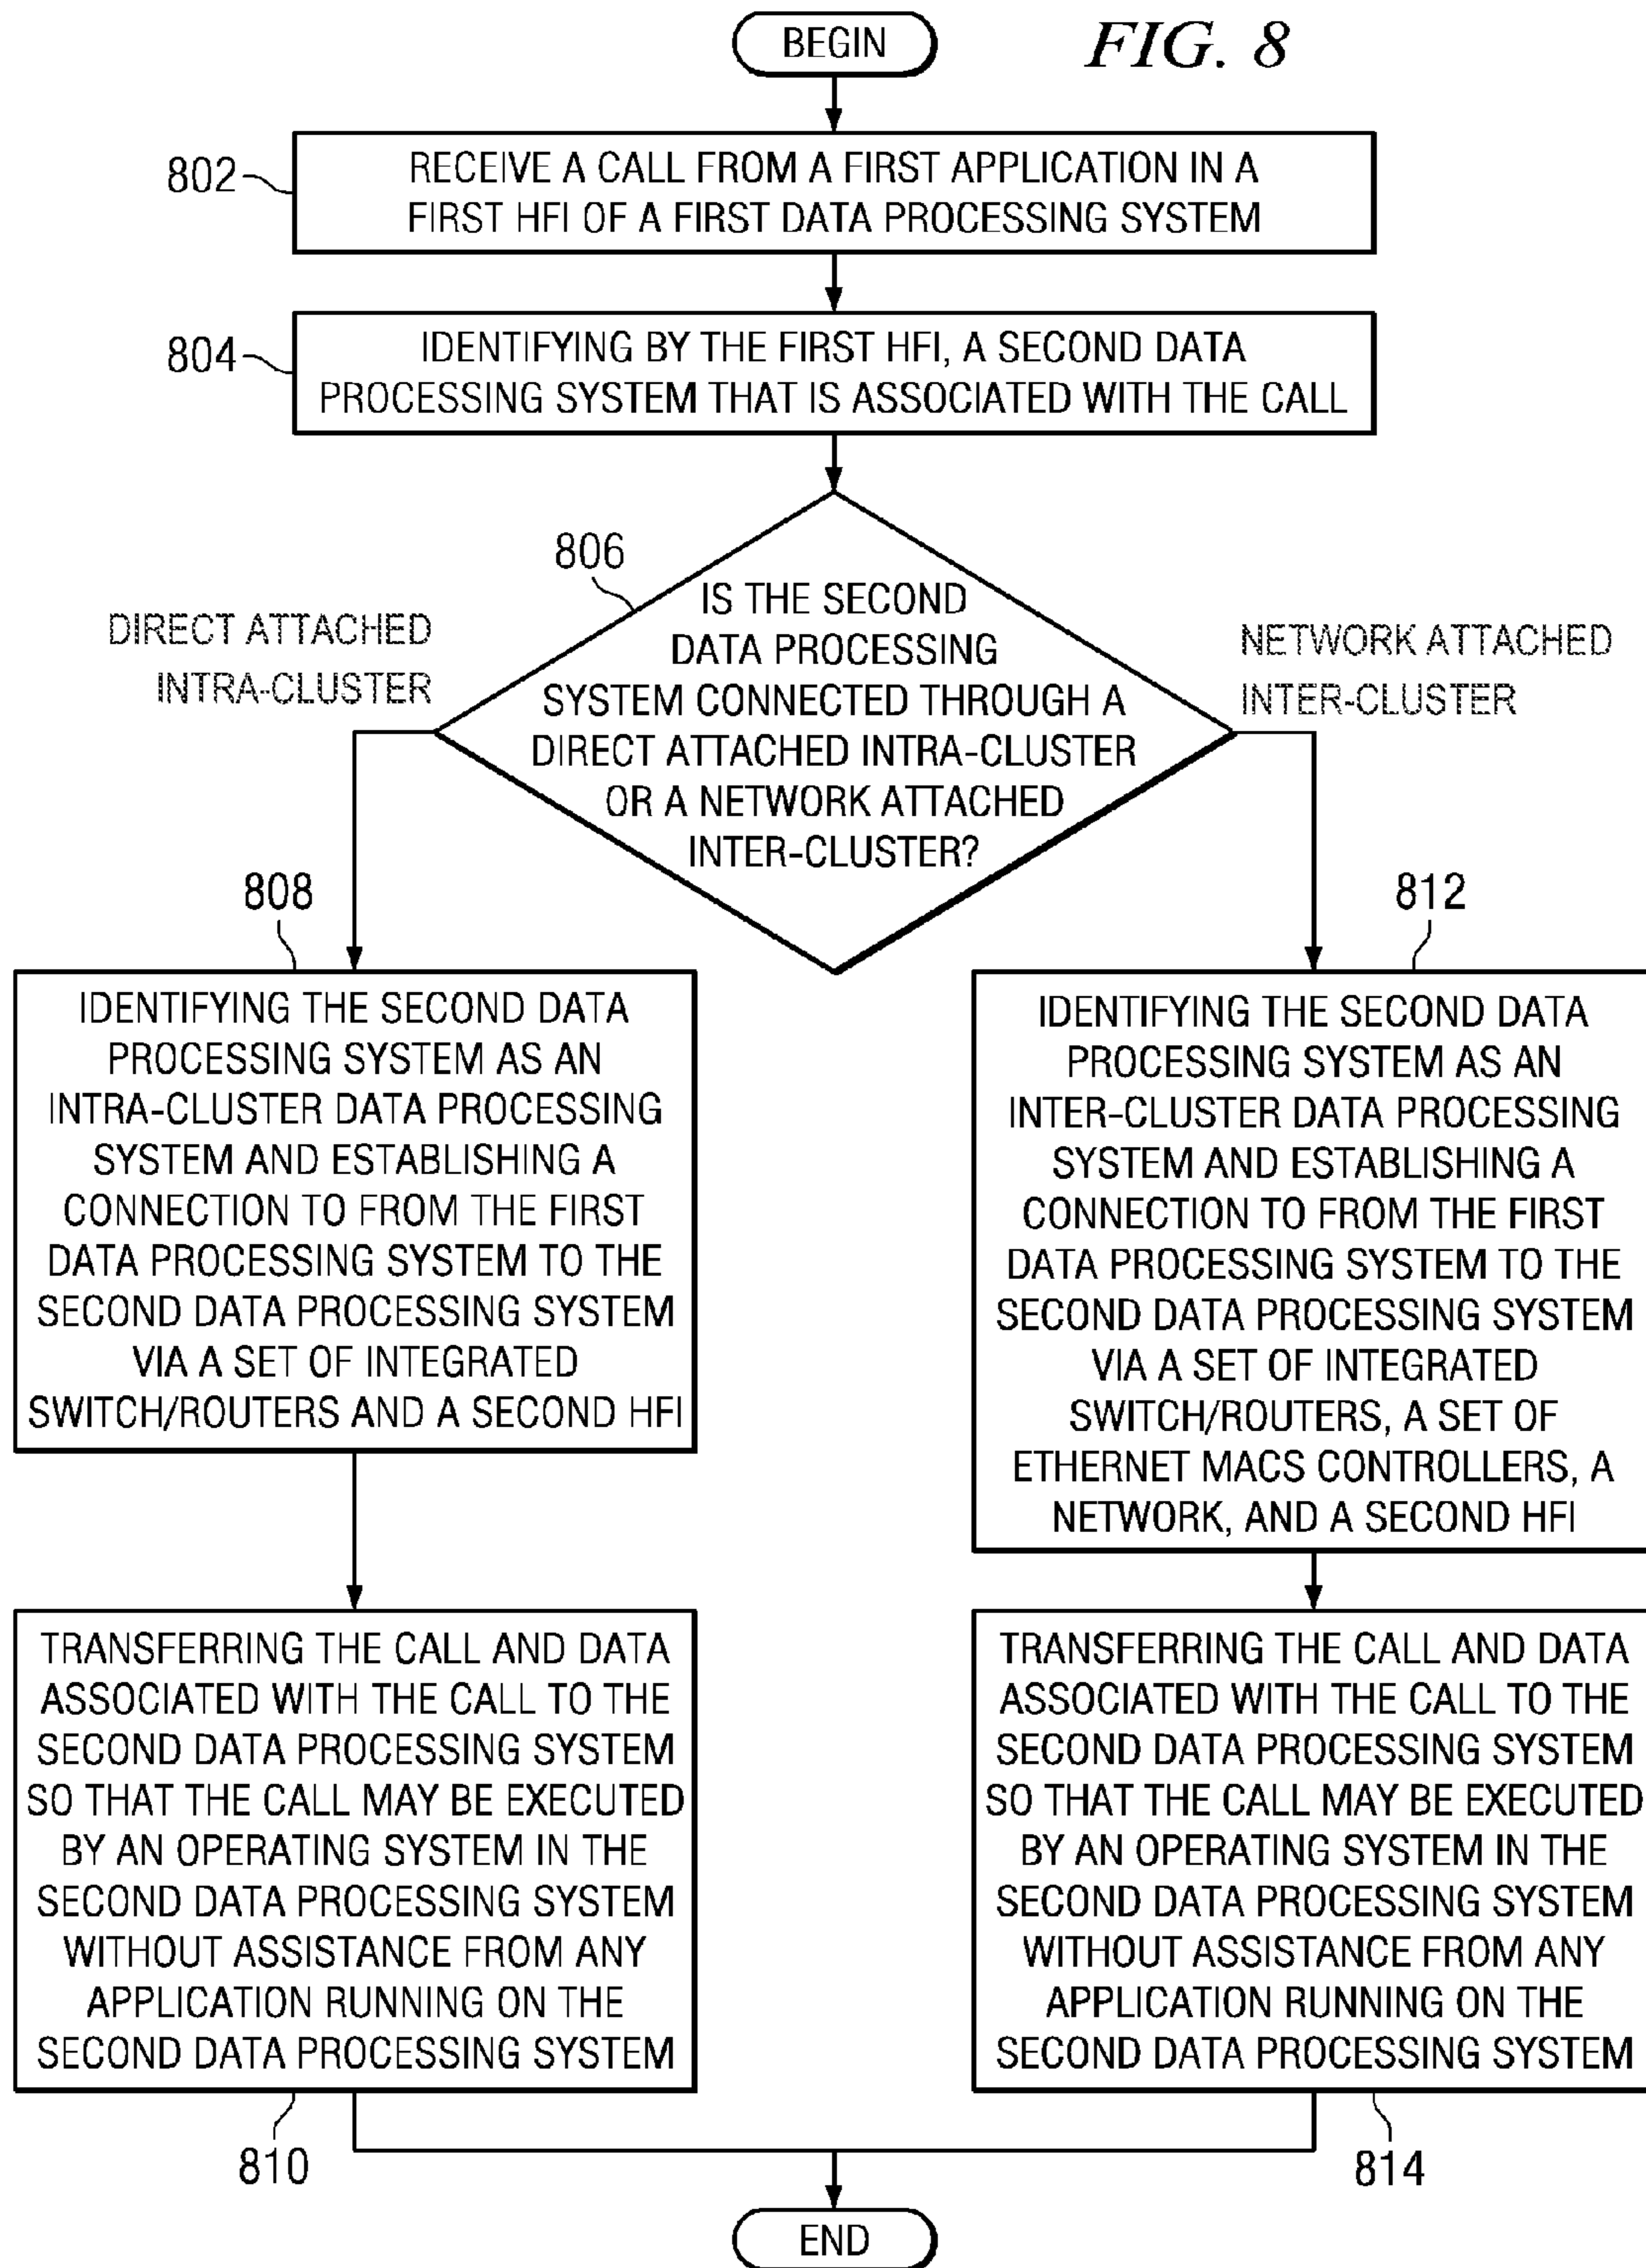 BEGIN
FIG. 8
802
RECEIVE A CALL FROM A FIRST APPLICATION IN A
FIRST HFI OF A FIRST DATA PROCESSING SYSTEM
804
IDENTIFYING BY THE FIRST HFI, A SECOND DATA
PROCESSING SYSTEM THAT IS ASSOCIATED WITH THE CALL
806
IS THE SECOND
DATA PROCESSING
SYSTEM CONNECTED THROUGH A
DIRECT ATTACHED INTRA-CLUSTER
OR A NETWORK ATTACHED
INTER-CLUSTER?
DIRECT ATTACHED
INTRA-CLUSTER
NETWORK ATTACHED
INTER-CLUSTER
808
IDENTIFYING THE SECOND DATA
PROCESSING SYSTEM AS AN
INTRA-CLUSTER DATA PROCESSING
SYSTEM AND ESTABLISHING A
CONNECTION TO FROM THE FIRST
DATA PROCESSING SYSTEM TO THE
SECOND DATA PROCESSING SYSTEM
VIA A SET OF INTEGRATED
SWITCH/ROUTERS AND A SECOND HFI
812
IDENTIFYING THE SECOND DATA
PROCESSING SYSTEM AS AN
INTER-CLUSTER DATA PROCESSING
SYSTEM AND ESTABLISHING A
CONNECTION TO FROM THE FIRST
DATA PROCESSING SYSTEM TO THE
SECOND DATA PROCESSING SYSTEM
VIA A SET OF INTEGRATED
SWITCH/ROUTERS, A SET OF
ETHERNET MACS CONTROLLERS, A
NETWORK, AND A SECOND HFI
TRANSFERRING THE CALL AND DATA
ASSOCIATED WITH THE CALL TO THE
SECOND DATA PROCESSING SYSTEM
SO THAT THE CALL MAY BE EXECUTED
BY AN OPERATING SYSTEM IN THE
SECOND DATA PROCESSING SYSTEM
WITHOUT ASSISTANCE FROM ANY
APPLICATION RUNNING ON THE
SECOND DATA PROCESSING SYSTEM
810
TRANSFERRING THE CALL AND DATA
ASSOCIATED WITH THE CALL TO THE
SECOND DATA PROCESSING SYSTEM
SO THAT THE CALL MAY BE EXECUTED
BY AN OPERATING SYSTEM IN THE
SECOND DATA PROCESSING SYSTEM
WITHOUT ASSISTANCE FROM ANY
APPLICATION RUNNING ON THE
SECOND DATA PROCESSING SYSTEM
814
END